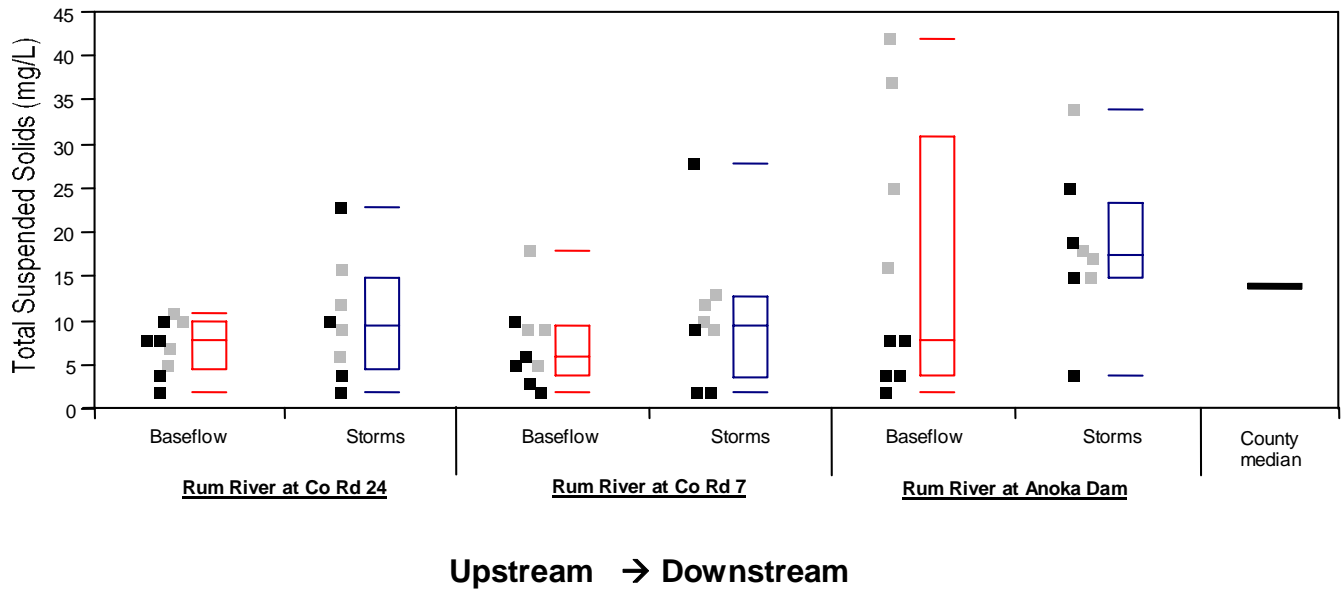 Total Suspended Solids (mg/L)
45
40
35
30
25
20
15
10
5
0
Baseflow Storms Baseflow Storms Baseflow Storms County
median
Rum River at Co Rd 24 Rum River at Co Rd 7 Rum River at Anoka Dam
Upstream → Downstream